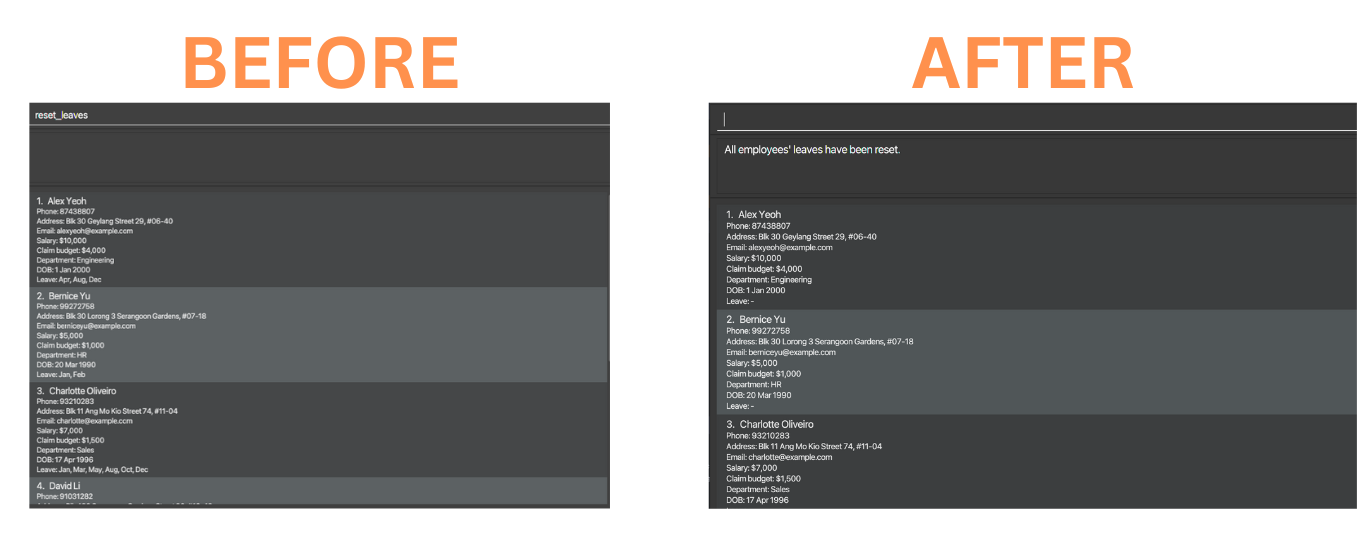 BEFORE
reset_leaves
1. Alex Yeoh
Phone: 87438807
Address: Blk 30 Geylang Street 29, #06-40
Email: alexyeoh@example.com
Salary: $10,000
Claim budget: $4,000
Department: Engineering
DOB: 1 Jan 2000
Leave: Apr, Aug, Dec
2. Bernice Yu
Phone: 99272758
Address: Blk 30 Lorong 3 Serangoon Gardens, #07-18
Email: berniceyu@example.com
Salary: $5,000
Claim budget: $1,000
Department: HR
DOB: 20 Mar 1990
Leave: Jan, Feb
3. Charlotte Oliveiro
Phone: 93210283
Address: Blk 11 Ang Mo Kio Street 74, #11-04
Email: charlotte@example.com
Salary: $7,000
Claim budget: $1,500
Department: Sales
DOB: 17 Apr 1996
Leave: Jan, Mar, May, Aug, Oct, Dec
4. David Li
Phone: 91031282
AFTER
All employees' leaves have been reset.
1. Alex Yeoh
Phone: 87438807
Address: Blk 30 Geylang Street 29, #06-40
Email: alexyeoh@example.com
Salary: $10,000
Claim budget: $4,000
Department: Engineering
DOB: 1 Jan 2000
Leave: -
2. Bernice Yu
Phone: 99272758
Address: Blk 30 Lorong 3 Serangoon Gardens, #07-18
Email: berniceyu@example.com
Salary: $5,000
Claim budget: $1,000
Department: HR
DOB: 20 Mar 1990
Leave: -
3. Charlotte Oliveiro
Phone: 93210283
Address: Blk 11 Ang Mo Kio Street 74, #11-04
Email: charlotte@example.com
Salary: $7,000
Claim budget: $1,500
Department: Sales
DOB: 17 Apr 1996